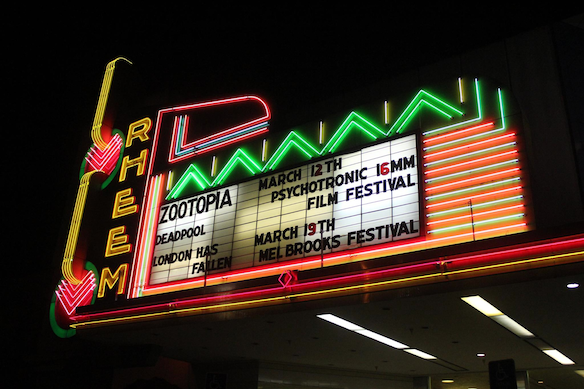 RHEEM
ZOOTOPIA
DEADPOOL
LONDON HAS
FALLEN
MARCH 12TH
PSYCHOTRONIC 16MM
FILM FESTIVAL
MARCH 19TH
MEL BROOKS FESTIVAL